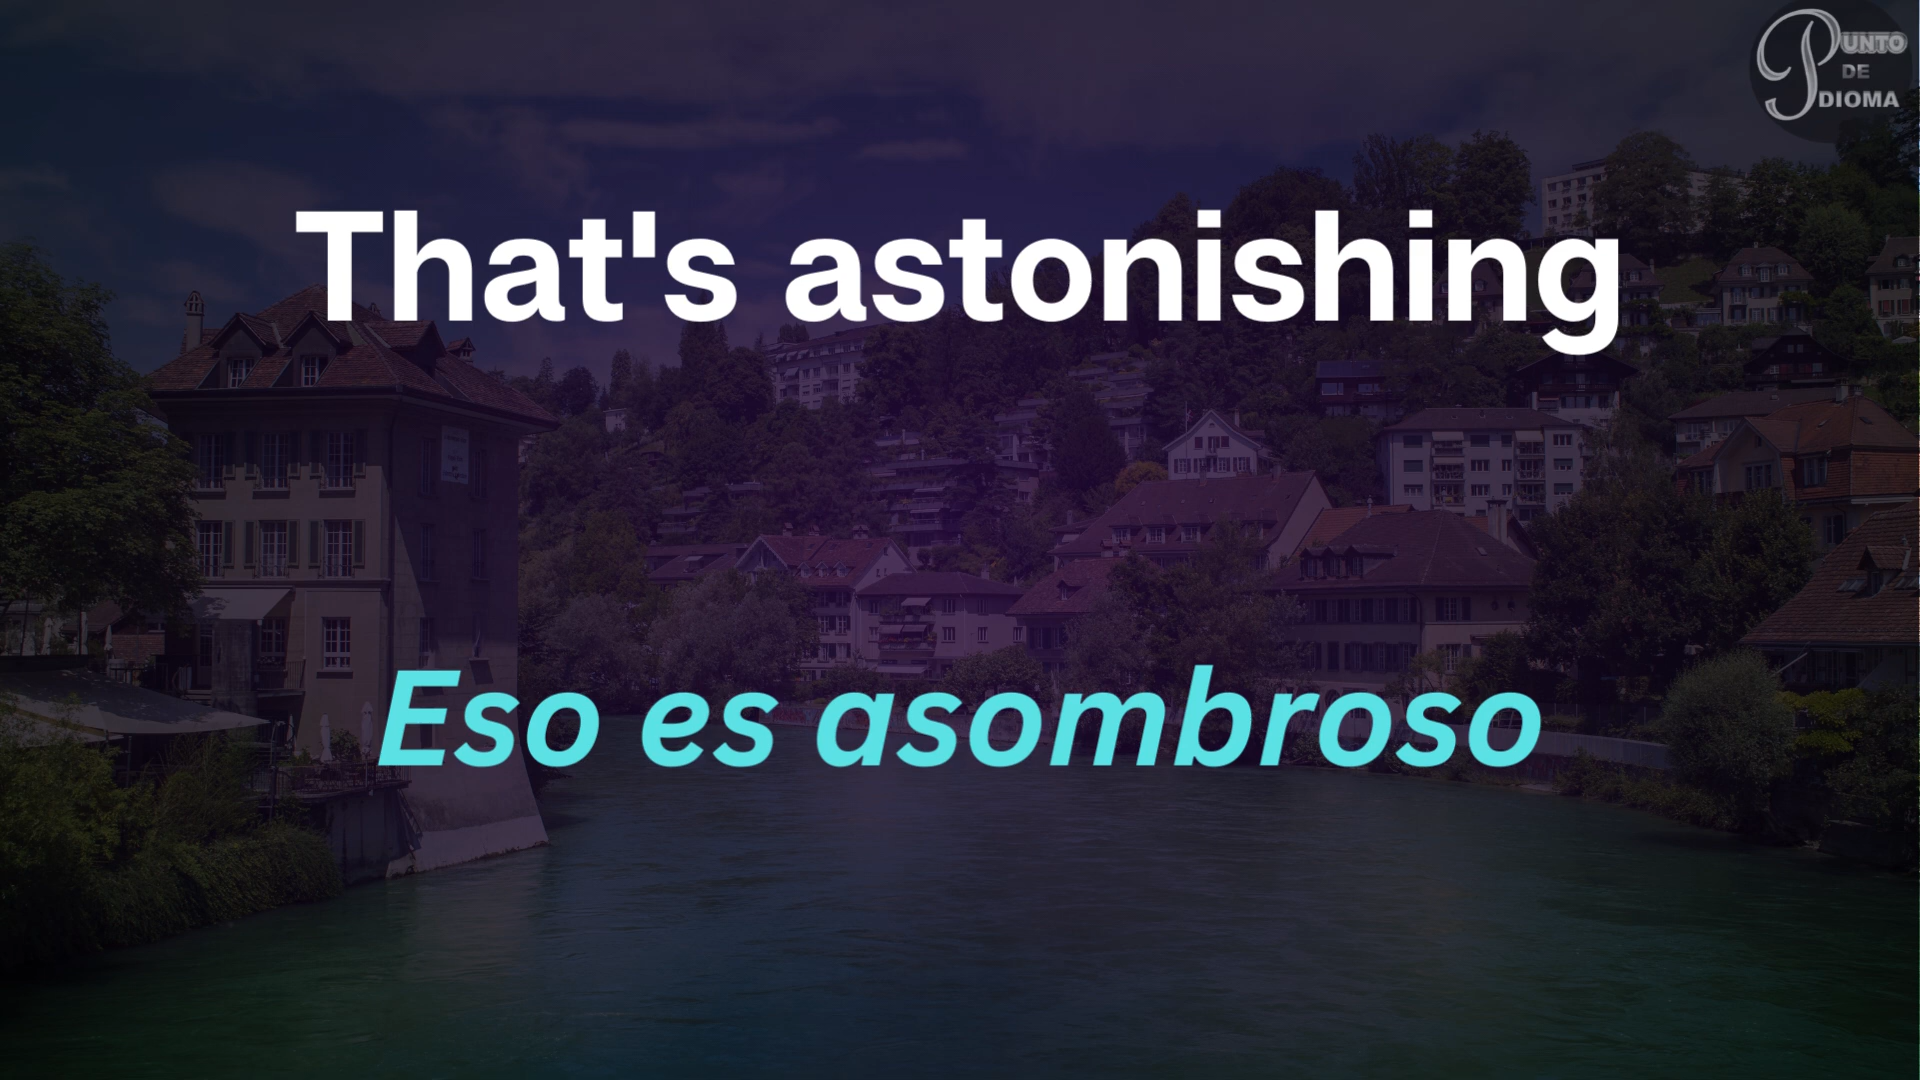 PUNTO
DE
IDIOMA
That's astonishing
Eso es asombroso